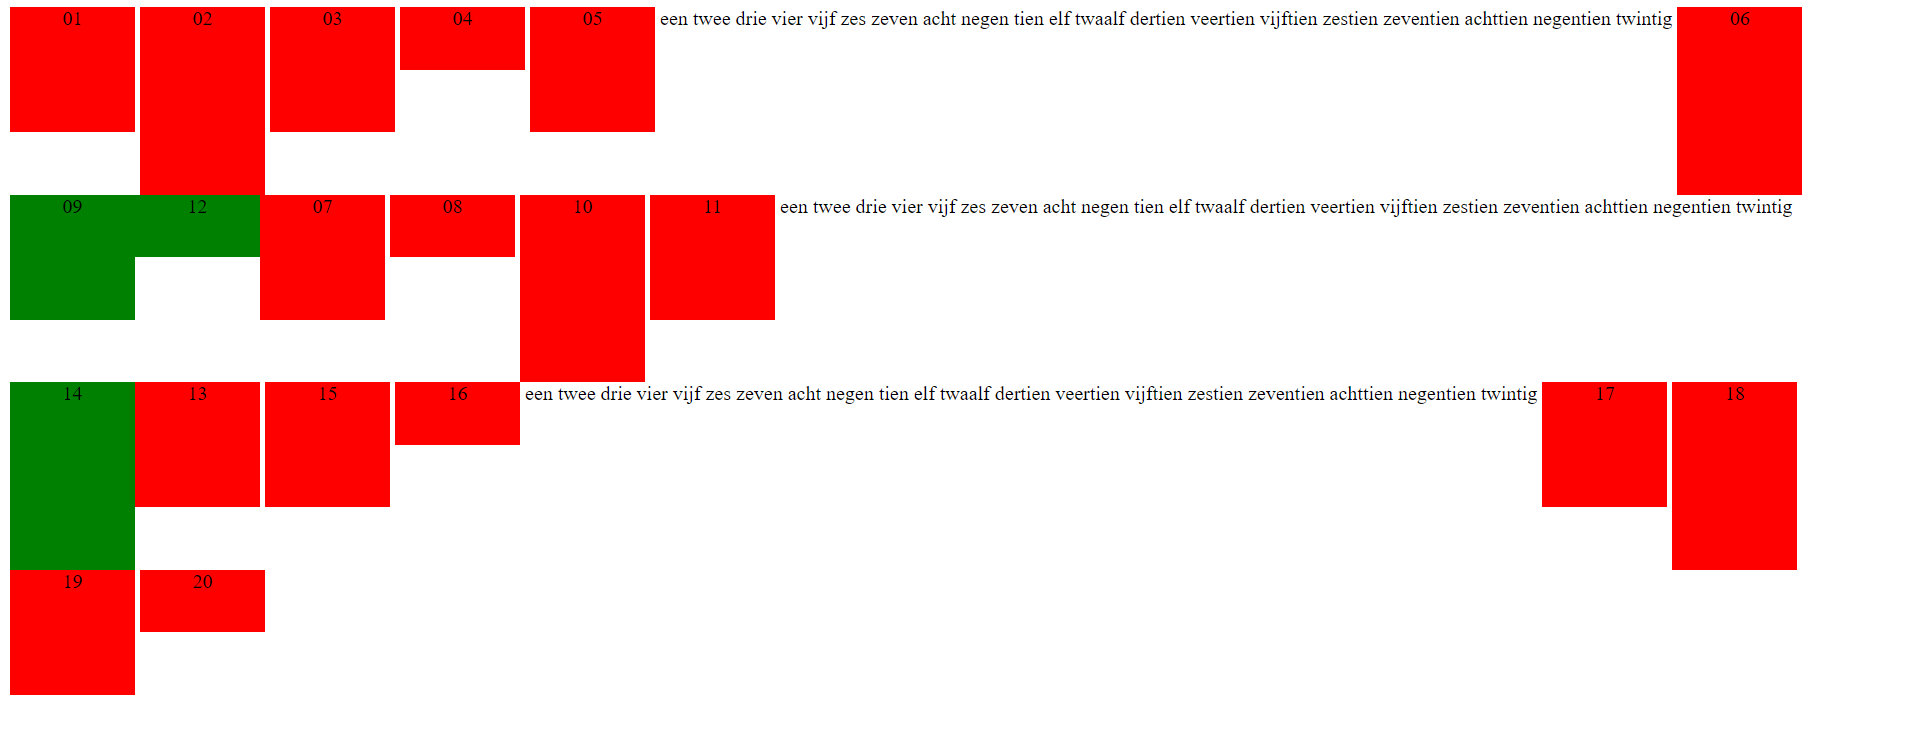 01 02 03 04 05 een twee drie vier vijf zes zeven acht negen tien elf twaalf dertien veertien vijftien zestien zeventien achttien negentien twintig 06
09 12 07 08 10 11 een twee drie vier vijf zes zeven acht negen tien elf twaalf dertien veertien vijftien zestien zeventien achttien negentien twintig
14 13 15 16 een twee drie vier vijf zes zeven acht negen tien elf twaalf dertien veertien vijftien zestien zeventien achttien negentien twintig 17 18
19 20